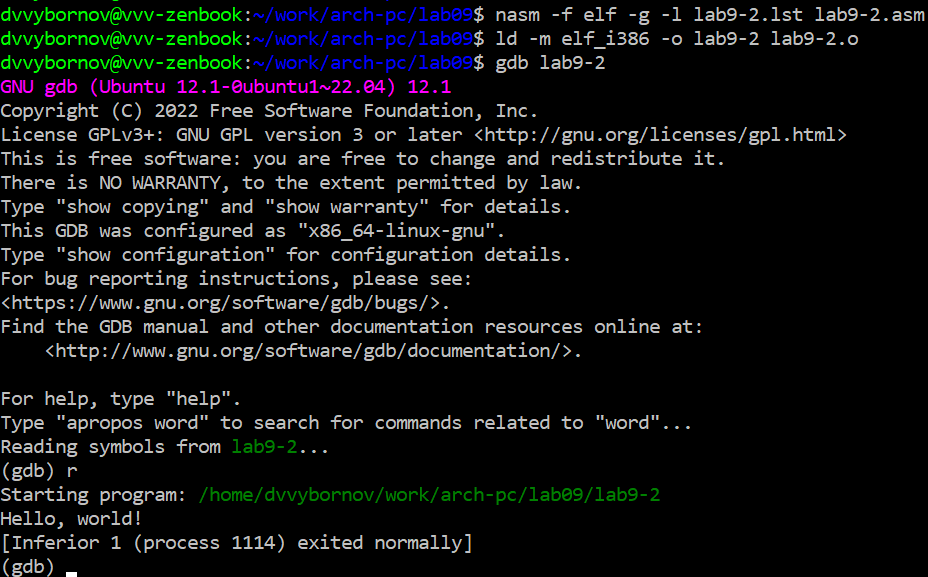 dvvybornov@vvv-zenbook:~/work/arch-pc/lab09$ nasm -f elf -g -l lab9-2.lst lab9-2.asm
dvvybornov@vvv-zenbook:~/work/arch-pc/lab09$ ld -m elf_i386 -o lab9-2 lab9-2.o
dvvybornov@vvv-zenbook:~/work/arch-pc/lab09$ gdb lab9-2
GNU gdb (Ubuntu 12.1-0ubuntu1~22.04) 12.1
Copyright (C) 2022 Free Software Foundation, Inc.
License GPLv3+: GNU GPL version 3 or later <http://gnu.org/licenses/gpl.html>
This is free software: you are free to change and redistribute it.
There is NO WARRANTY, to the extent permitted by law.
Type "show copying" and "show warranty" for details.
This GDB was configured as "x86_64-linux-gnu".
Type "show configuration" for configuration details.
For bug reporting instructions, please see:
<https://www.gnu.org/software/gdb/bugs/>.
Find the GDB manual and other documentation resources online at:
    <http://www.gnu.org/software/gdb/documentation/>.

For help, type "help".
Type "apropos word" to search for commands related to "word"...
Reading symbols from lab9-2...
(gdb) r
Starting program: /home/dvvybornov/work/arch-pc/lab09/lab9-2
Hello, world!
[Inferior 1 (process 1114) exited normally]
(gdb)